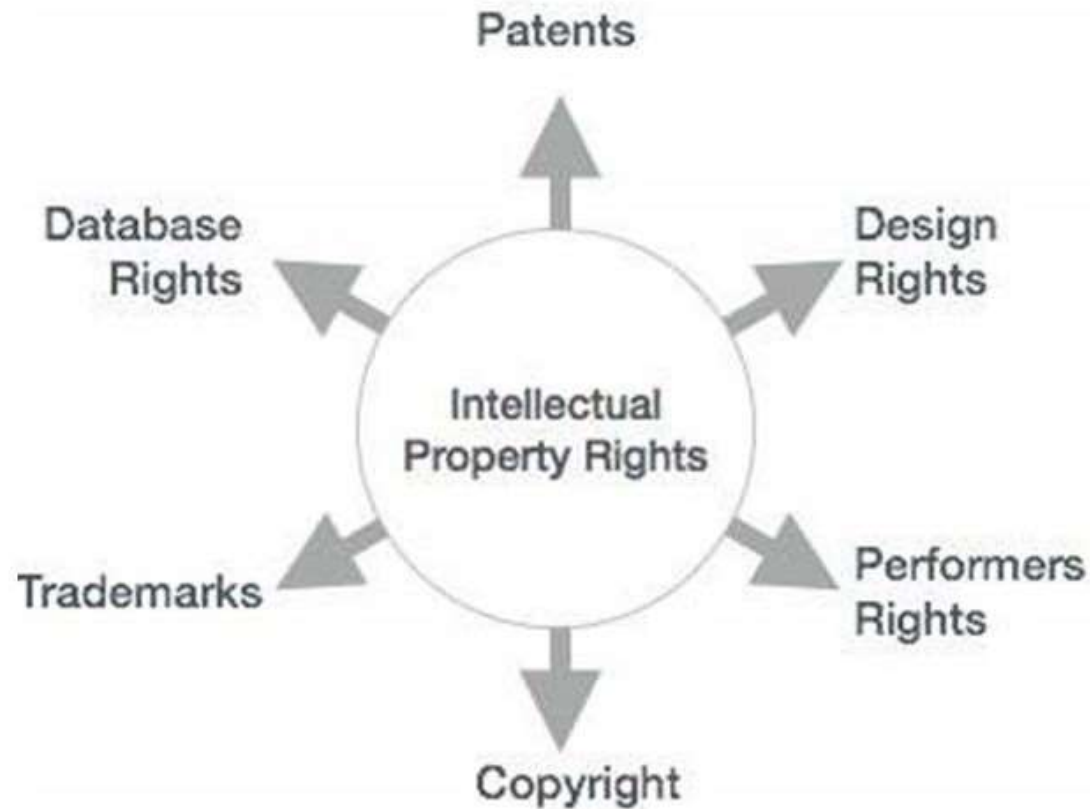 Patents
Database
Rights
Design
Rights
Intellectual
Property Rights
Trademarks
Performers
Rights
Copyright